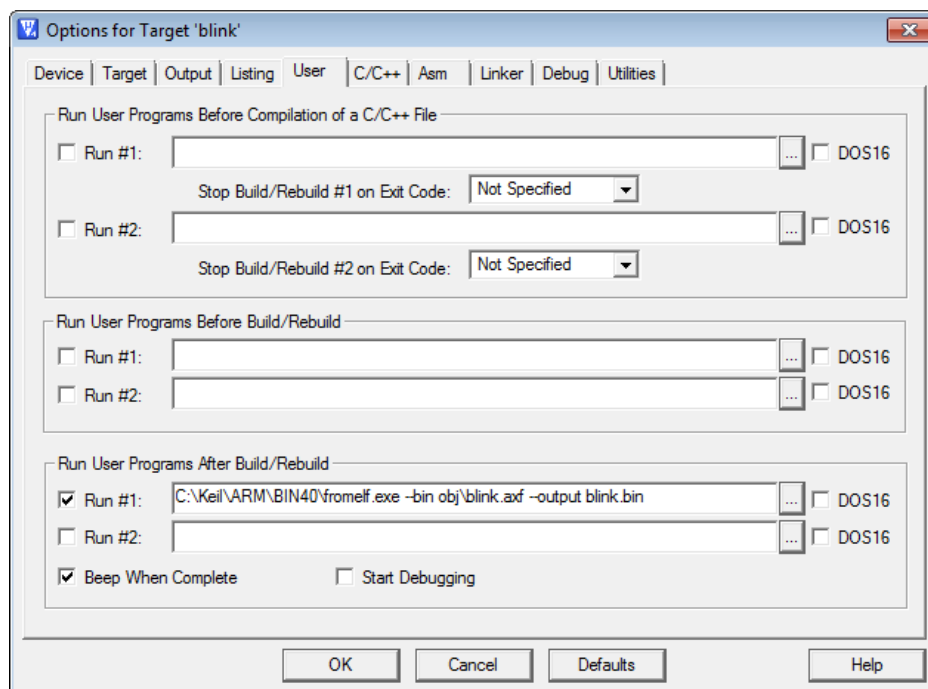 Options for Target 'blink'
Device Target Output Listing User C/C++ Asm Linker Debug Utilities
Run User Programs Before Compilation of a C/C++ File
Run #1: ... DOS16
Stop Build/Rebuild #1 on Exit Code: Not Specified
Run #2: ... DOS16
Stop Build/Rebuild #2 on Exit Code: Not Specified
Run User Programs Before Build/Rebuild
Run #1: ... DOS16
Run #2: ... DOS16
Run User Programs After Build/Rebuild
Run #1: C:\Keil\ARM\BIN40\fromelf.exe --bin obj\blink.axf --output blink.bin ... DOS16
Run #2: ... DOS16
Beep When Complete Start Debugging
OK Cancel Defaults Help